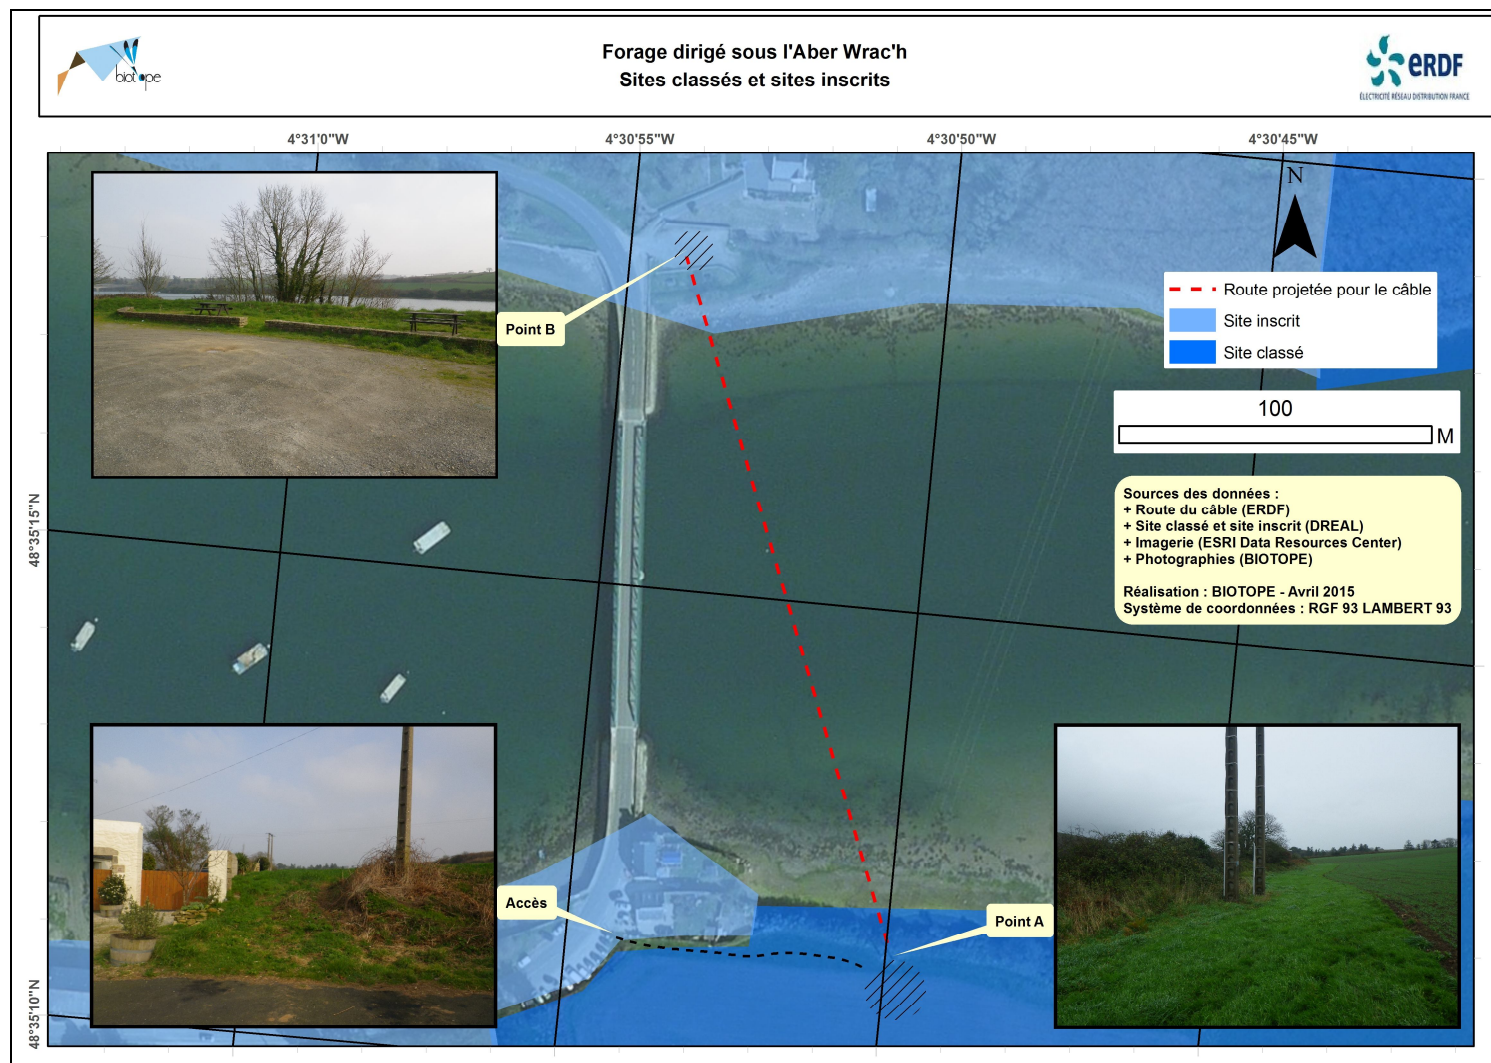 biotope
Forage dirigé sous l'Aber Wrac'h
Sites classés et sites inscrits
eRDF
ÉLECTRICITÉ RÉSEAU DISTRIBUTION FRANCE
4°31'0"W
4°30'55"W
4°30'50"W
4°30'45"W
N
Route projetée pour le câble
Site inscrit
Site classé
Point B
100
M
48°35'15"N
Sources des données :
+ Route du câble (ERDF)
+ Site classé et site inscrit (DREAL)
+ Imagerie (ESRI Data Resources Center)
+ Photographies (BIOTOPE)
Réalisation : BIOTOPE - Avril 2015
Système de coordonnées : RGF 93 LAMBERT 93
Accès
Point A
48°35'10"N